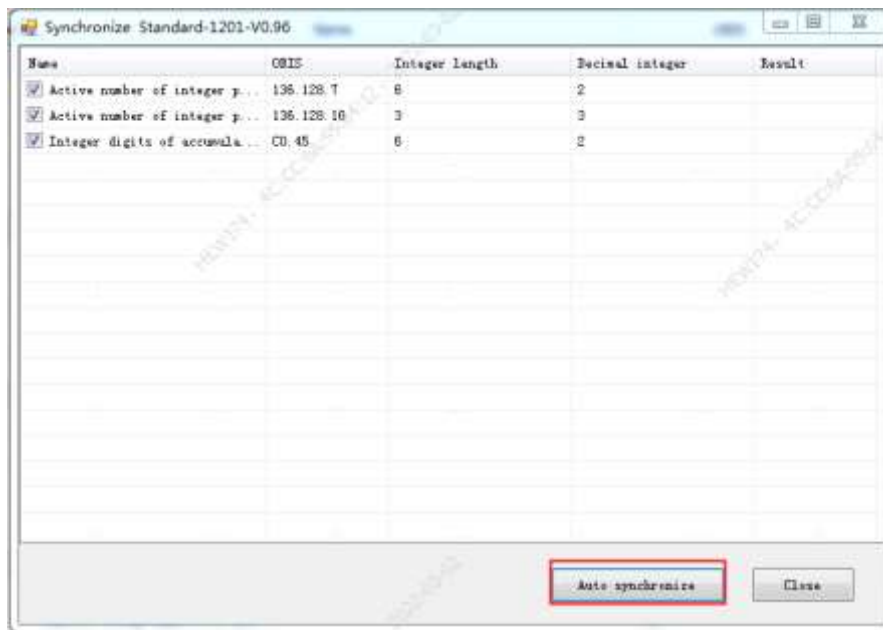 Synchronize Standard-1201-V0.96
Name OBIS Integer length Decimal integer Result
Active number of integer p... 136.128.7 6 2
Active number of integer p... 136.128.10 3 3
Integer digits of accumula... C0.45 6 2
Auto synchronize Close